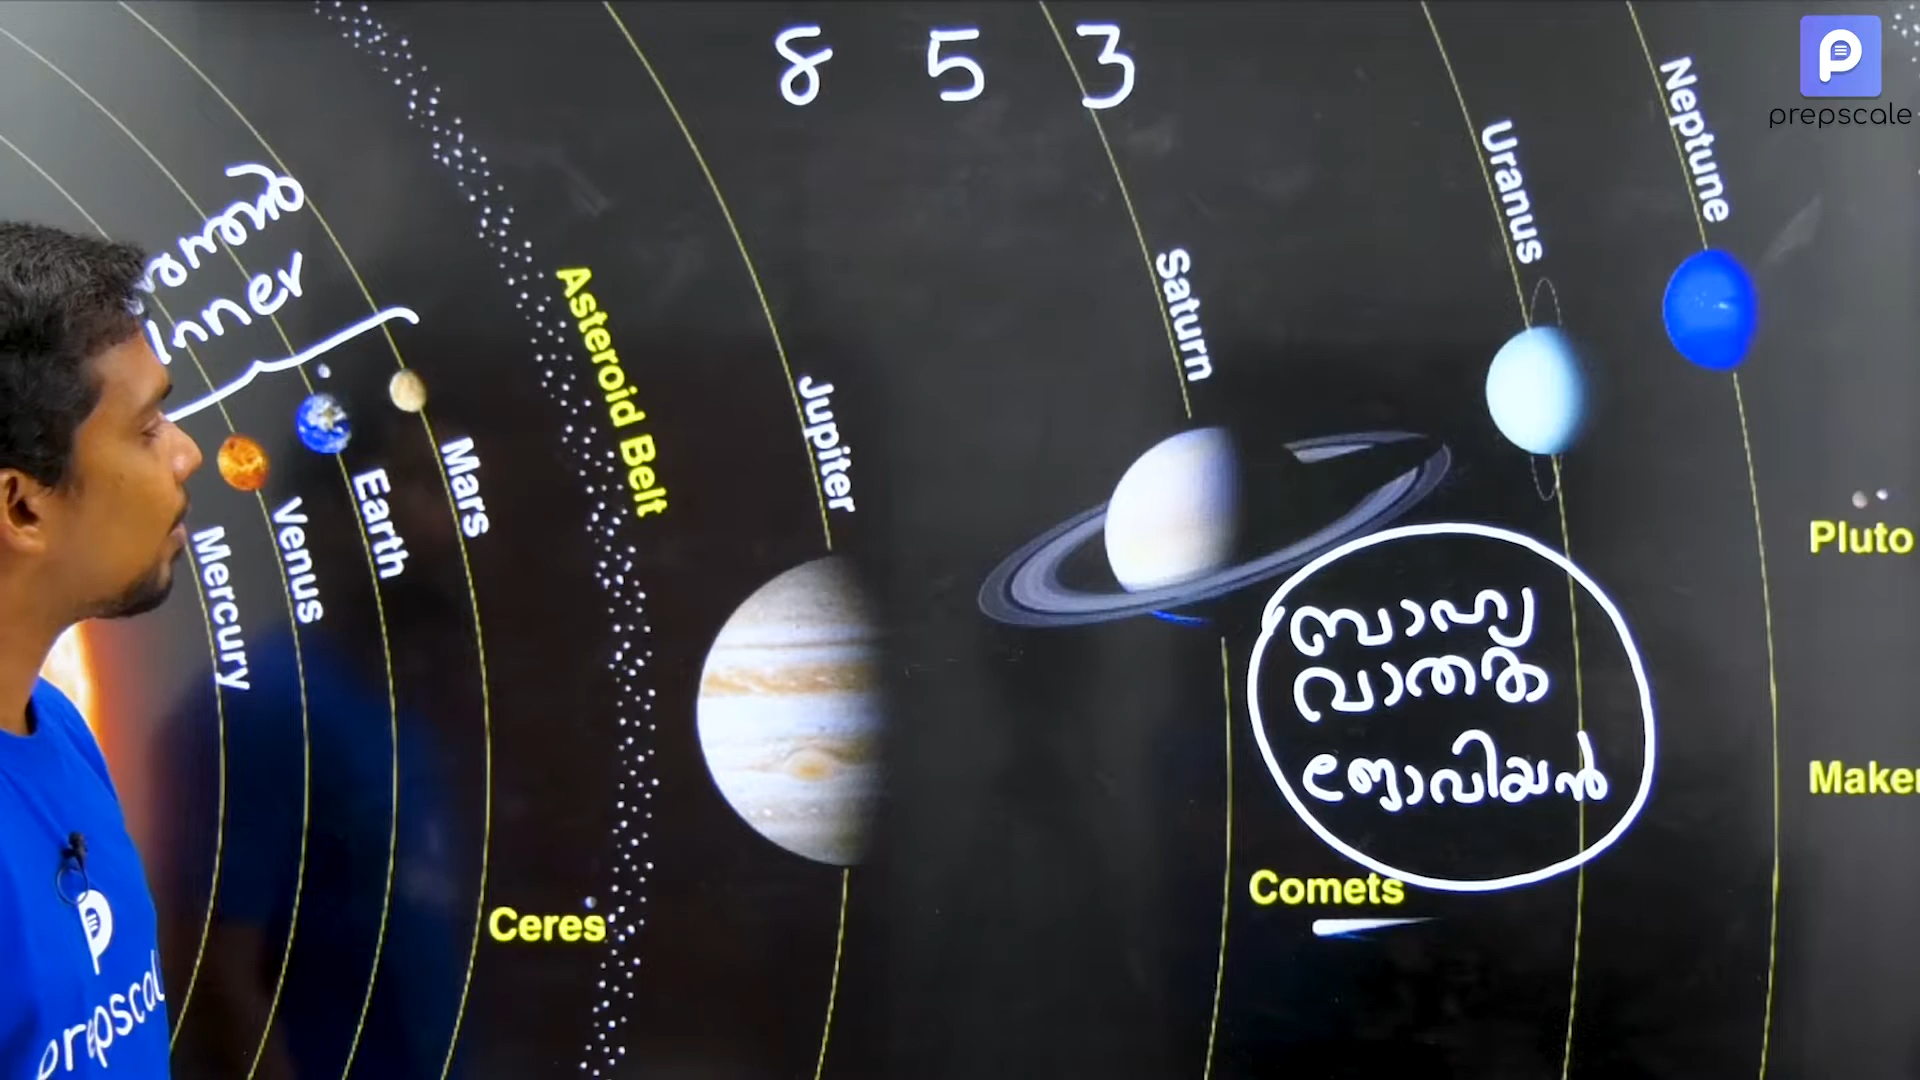 8 5 3
prepscale
Neptune
Uranus
Inner
Saturn
Asteroid Belt
Jupiter
Mars
Earth
Venus
Mercury
Pluto
ബാഹ്യ
വാതക
ജോവിയൻ
Comets
Ceres
prepscal